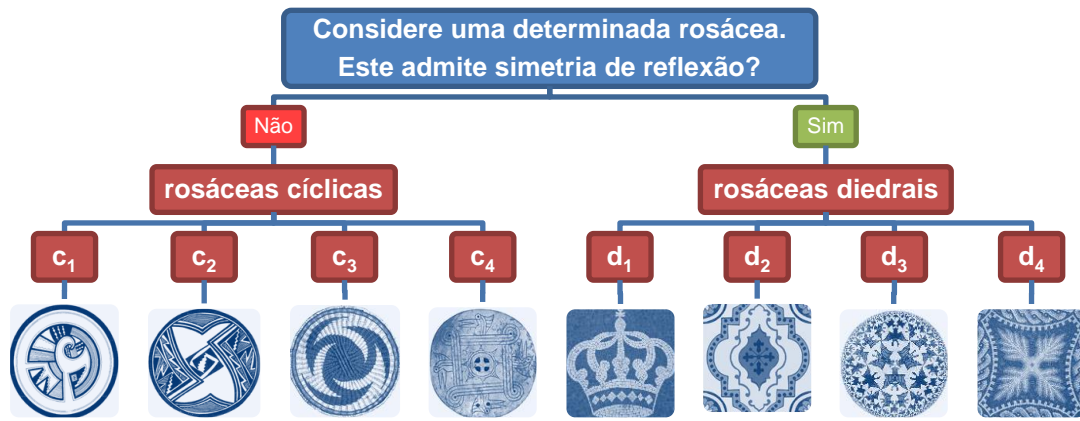 Considere uma determinada rosácea.
Este admite simetria de reflexão?
Não
Sim
rosáceas cíclicas
rosáceas diedrais
c₁
c₂
c₃
c₄
d₁
d₂
d₃
d₄